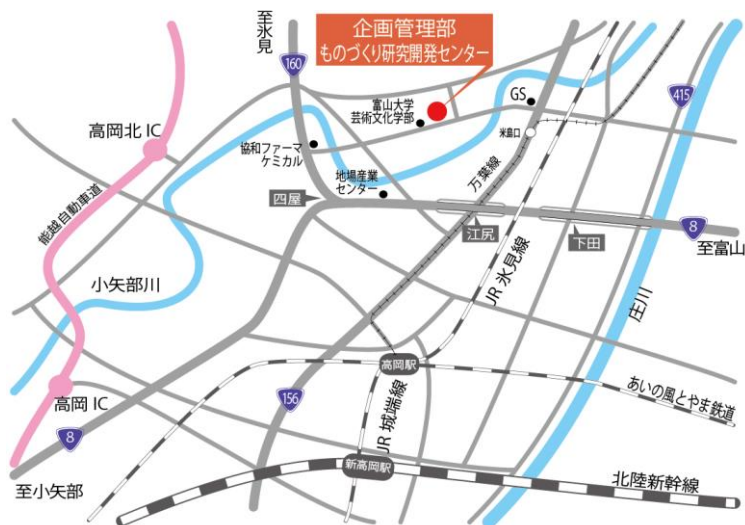 至氷見
160
企画管理部
ものづくり研究開発センター
415
富山大学
芸術文化学部
GS
米島口
高岡北IC
協和ファーマ
ケミカル
地場産業
センター
万葉線
四屋
能越自動車道
江尻
下田
8
至富山
小矢部川
JR氷見線
庄川
高岡駅
高岡IC
156
JR城端線
あいの風とやま鉄道
8
新高岡駅
至小矢部
北陸新幹線